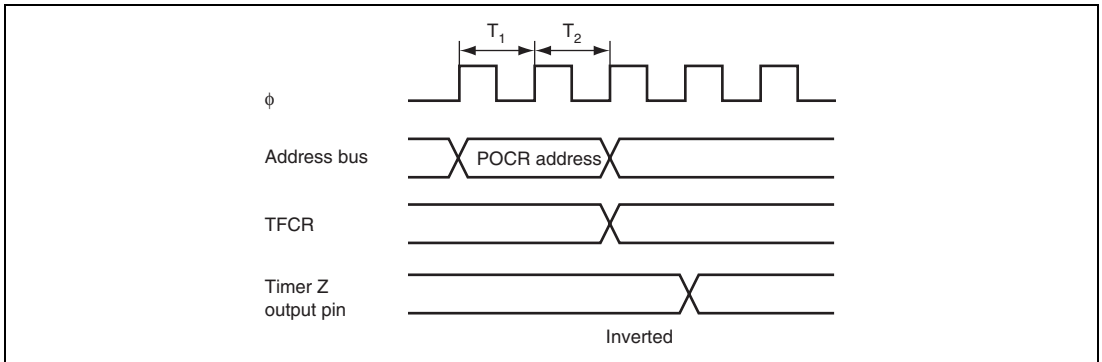 T1 T2
ϕ
Address bus
POCR address
TFCR
Timer Z
output pin
Inverted